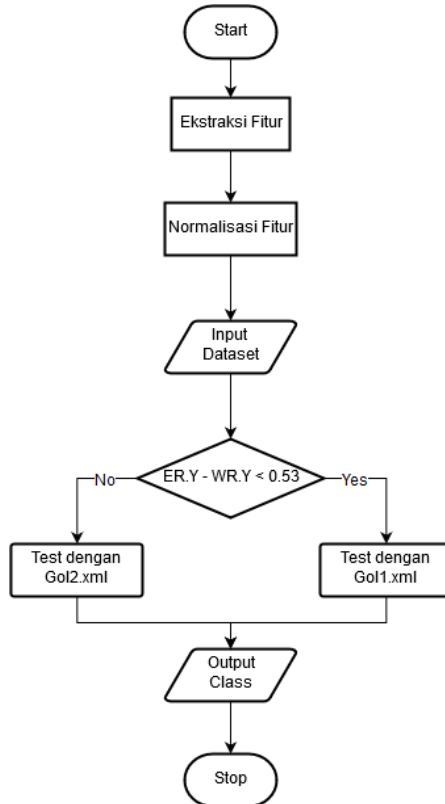 Start
Ekstraksi Fitur
Normalisasi Fitur
Input
Dataset
ER.Y - WR.Y < 0.53
No
Yes
Test dengan
Gol2.xml
Test dengan
Gol1.xml
Output
Class
Stop